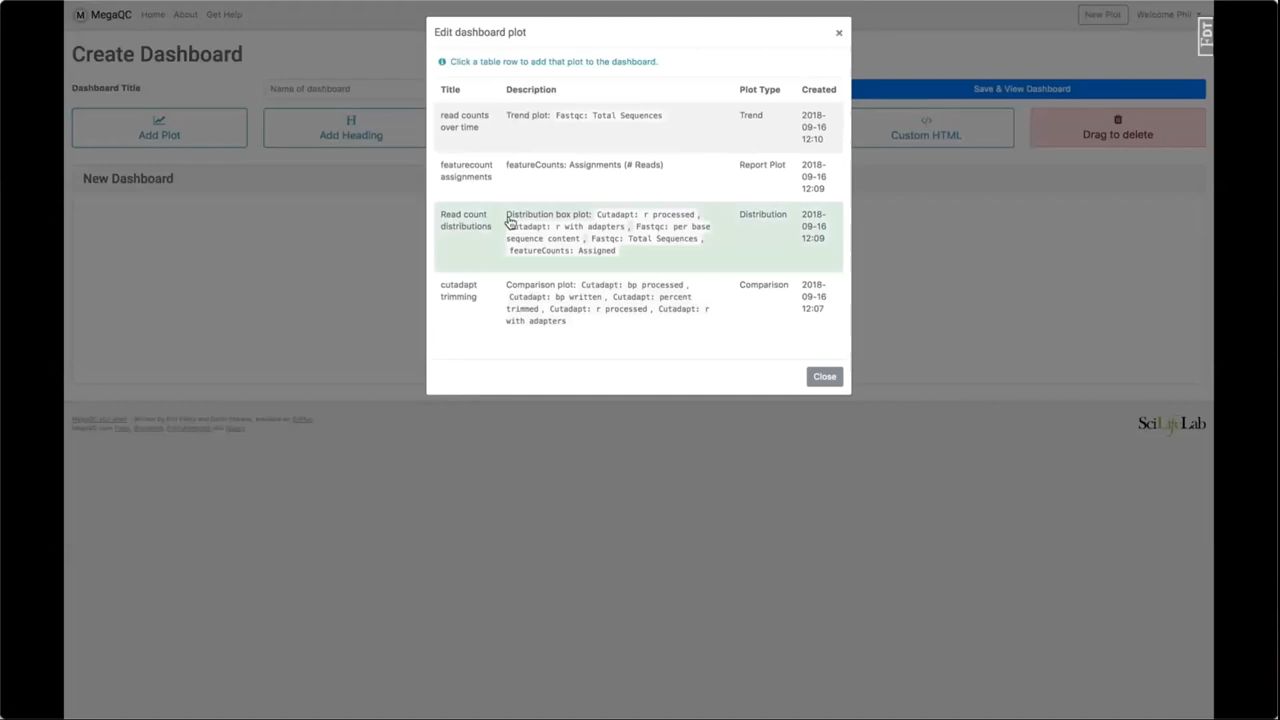 MegaQC Home About Get Help
New Plot Welcome Phil
EDT
Create Dashboard
Dashboard Title
Name of dashboard
Save & View Dashboard
Add Plot
Add Heading
Custom HTML
Drag to delete
New Dashboard
Edit dashboard plot ×
Click a table row to add that plot to the dashboard.
Title Description Plot Type Created
read counts Trend plot: Fastqc: Total Sequences Trend 2018-
over time 09-16
12:10
featurecount featureCounts: Assignments (# Reads) Report Plot 2018-
assignments 09-16
12:09
Read count Distribution box plot: Cutadapt: r processed, Distribution 2018-
distributions Cutadapt: r with adapters, Fastqc: per base 09-16
sequence content, Fastqc: Total Sequences, 12:09
featureCounts: Assigned
cutadapt Comparison plot: Cutadapt: bp processed, Comparison 2018-
trimming Cutadapt: bp written, Cutadapt: percent 09-16
trimmed, Cutadapt: r processed, Cutadapt: r 12:07
with adapters
Close
SciLifeLab